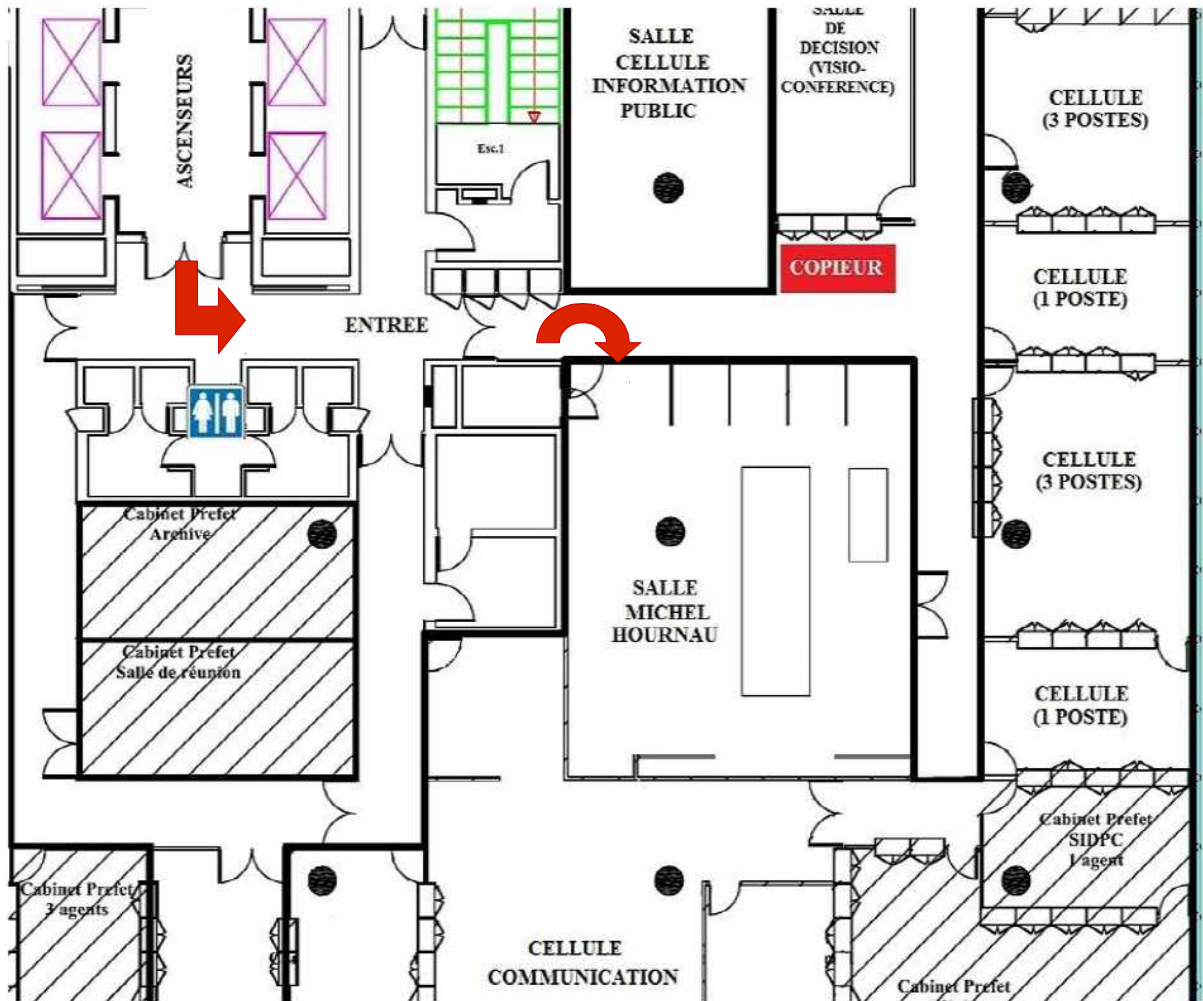 SALLE
DE
DECISION
(VISIO-
CONFERENCE)
SALLE
CELLULE
INFORMATION
PUBLIC
ASCENSEURS
CELLULE
(3 POSTES)
Esc.1
COPIEUR
CELLULE
(1 POSTE)
ENTREE
CELLULE
(3 POSTES)
Cabinet Prefet
Archive
SALLE
MICHEL
HOURNAU
Cabinet Prefet
Salle de réunion
CELLULE
(1 POSTE)
Cabinet Prefet
SIDPC
1 agent
Cabinet Prefet
3 agents
CELLULE
COMMUNICATION
Cabinet Prefet